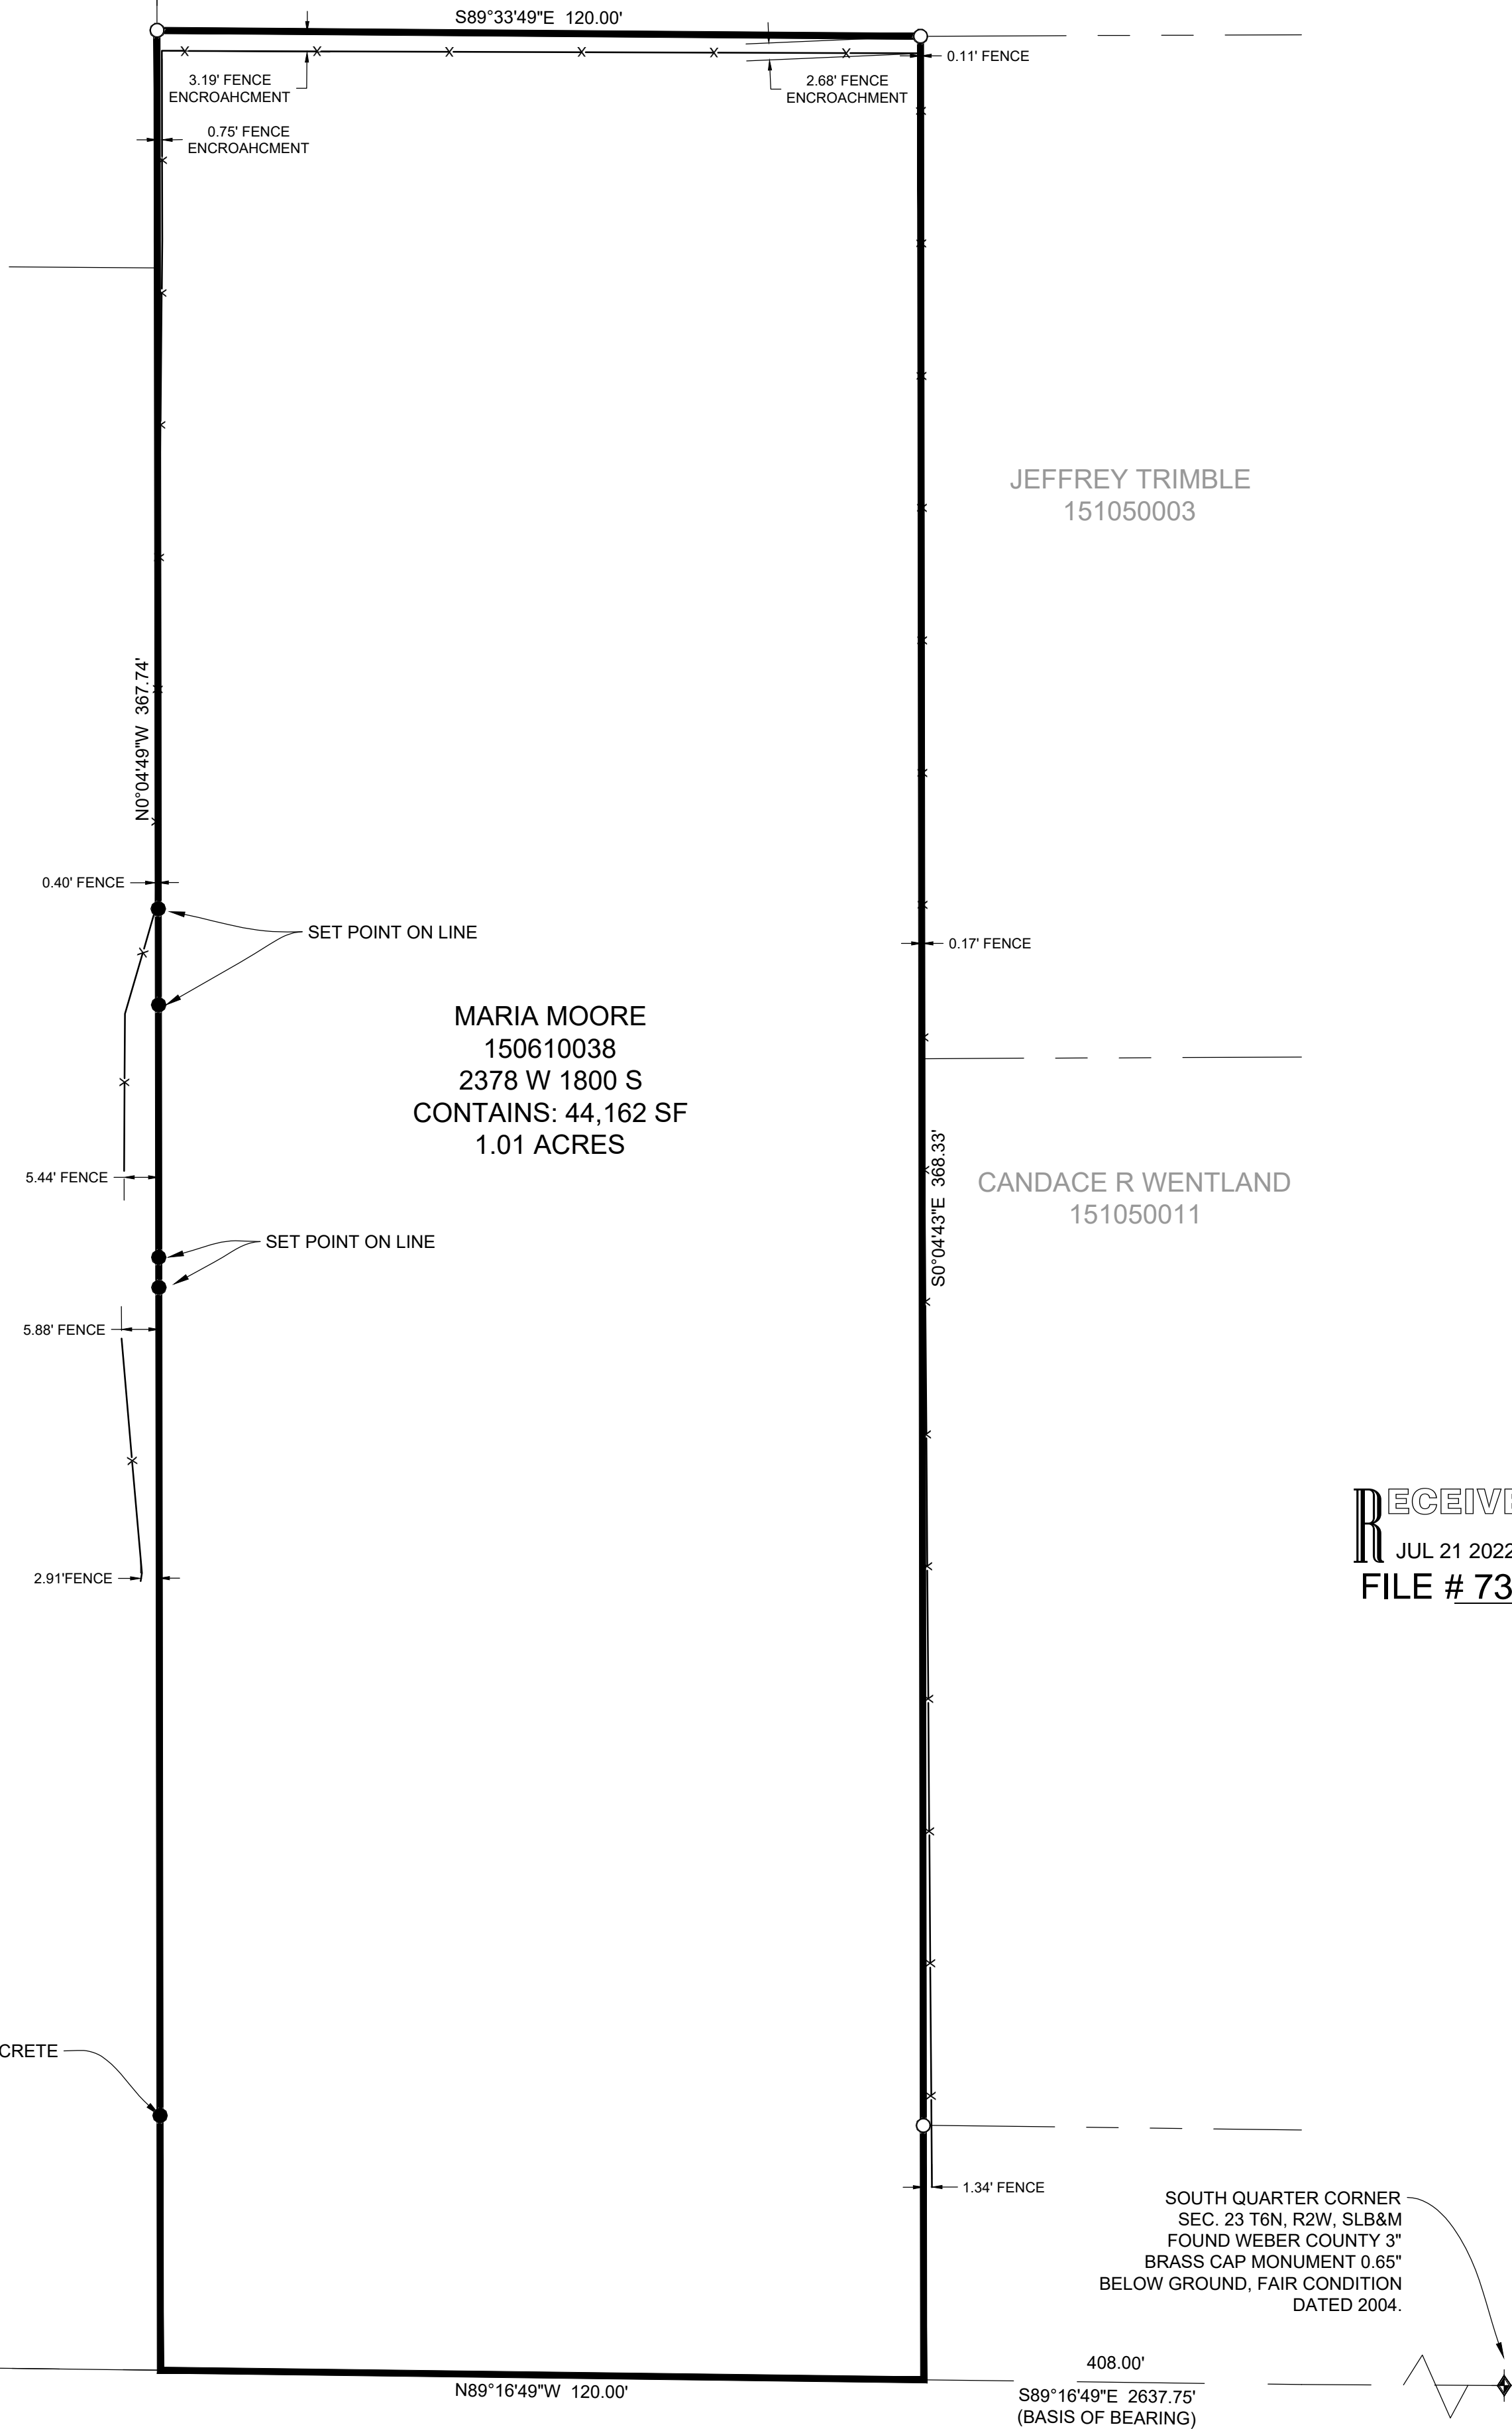 S89°33'49"E 120.00'
0.11' FENCE
3.19' FENCE
ENCROAHCMENT
2.68' FENCE
ENCROACHMENT
0.75' FENCE
ENCROAHCMENT
JEFFREY TRIMBLE
151050003
N0°04'49"W 367.74'
0.40' FENCE
SET POINT ON LINE
0.17' FENCE
MARIA MOORE
150610038
2378 W 1800 S
CONTAINS: 44,162 SF
1.01 ACRES
S0°04'43"E 368.33'
5.44' FENCE
CANDACE R WENTLAND
151050011
SET POINT ON LINE
5.88' FENCE
RECEIVE
JUL 21 2022
FILE # 73
2.91'FENCE
CRETE
1.34' FENCE
SOUTH QUARTER CORNER
SEC. 23 T6N, R2W, SLB&M
FOUND WEBER COUNTY 3"
BRASS CAP MONUMENT 0.65"
BELOW GROUND, FAIR CONDITION
DATED 2004.
408.00'
N89°16'49"W 120.00'
S89°16'49"E 2637.75'
(BASIS OF BEARING)